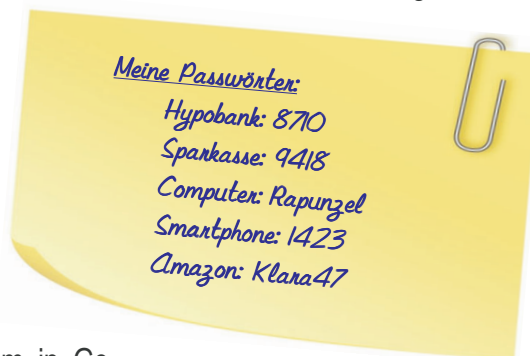 Meine Passwörter:
Hypobank: 8710
Sparkasse: 9418
Computer: Rapunzel
Smartphone: 1423
Amazon: Klara47